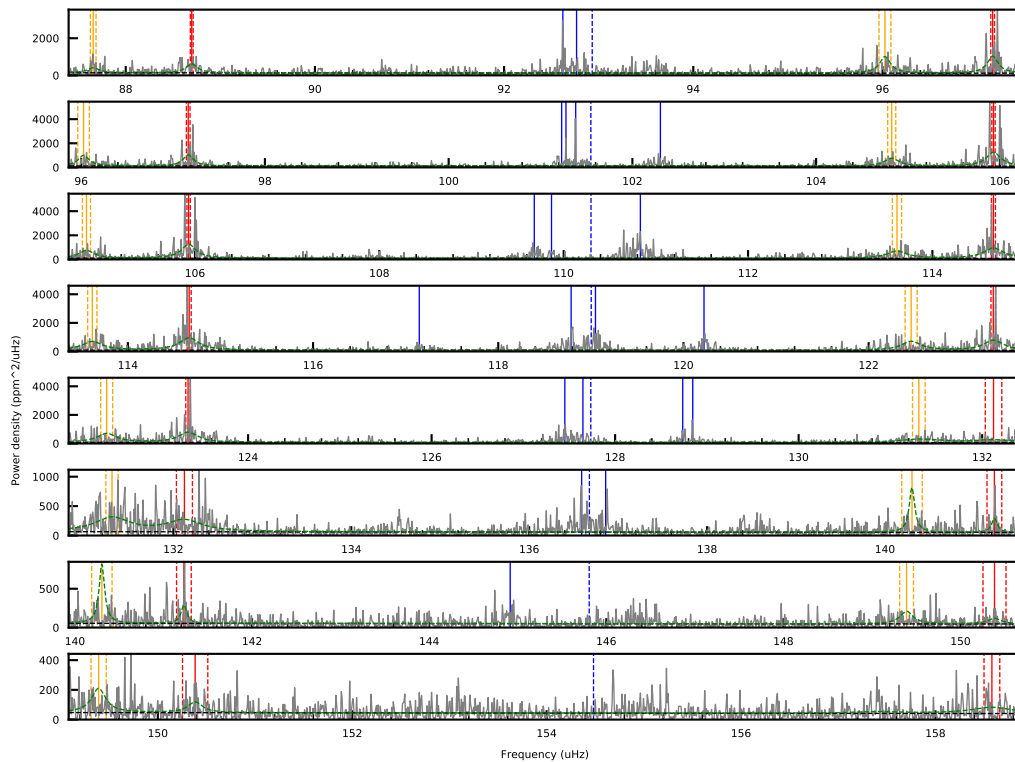 2000
0
88 90 92 94 96
4000
2000
0
96 98 100 102 104 106
4000
2000
0
106 108 110 112 114
4000
2000
0
114 116 118 120 122
4000
2000
0
124 126 128 130 132
1000
500
0
132 134 136 138 140
500
0
140 142 144 146 148 150
400
200
0
150 152 154 156 158
Power density (ppm^2/uHz)
Frequency (uHz)